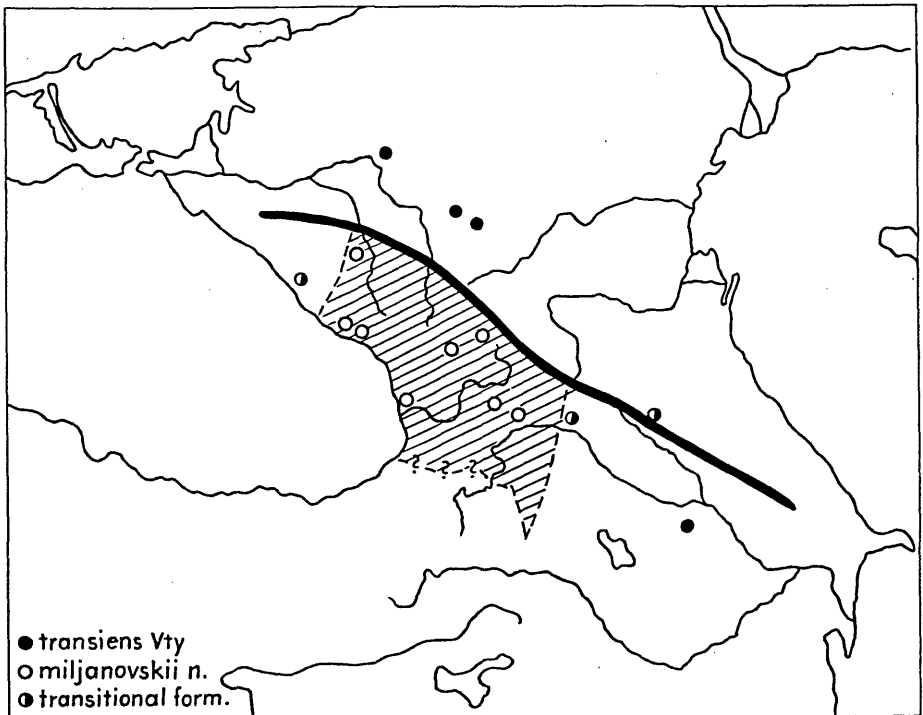 ? ? ?
● transiens Vty
○ miljanovskii n.
◑ transitional form.